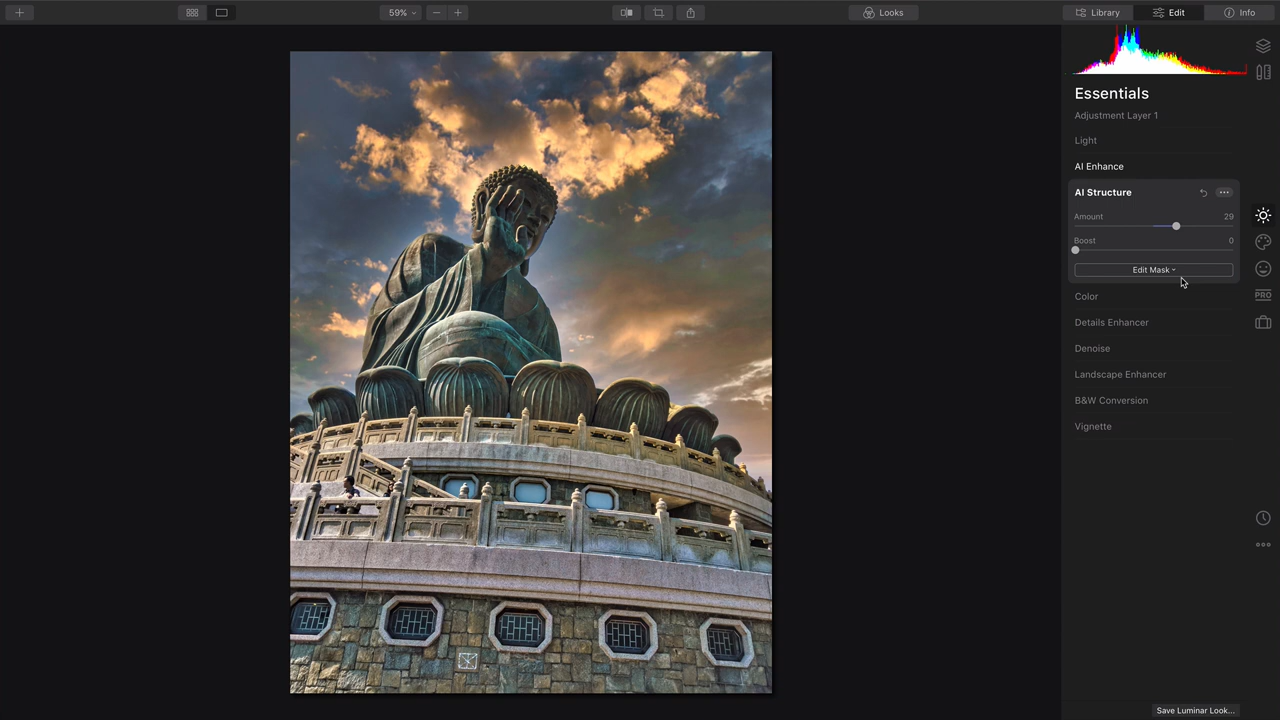 59%
Looks
Library
Edit
Info
Essentials
Adjustment Layer 1
Light
AI Enhance
AI Structure
Amount 29
Boost 0
Edit Mask
Color
Details Enhancer
Denoise
Landscape Enhancer
B&W Conversion
Vignette
PRO
Save Luminar Look...